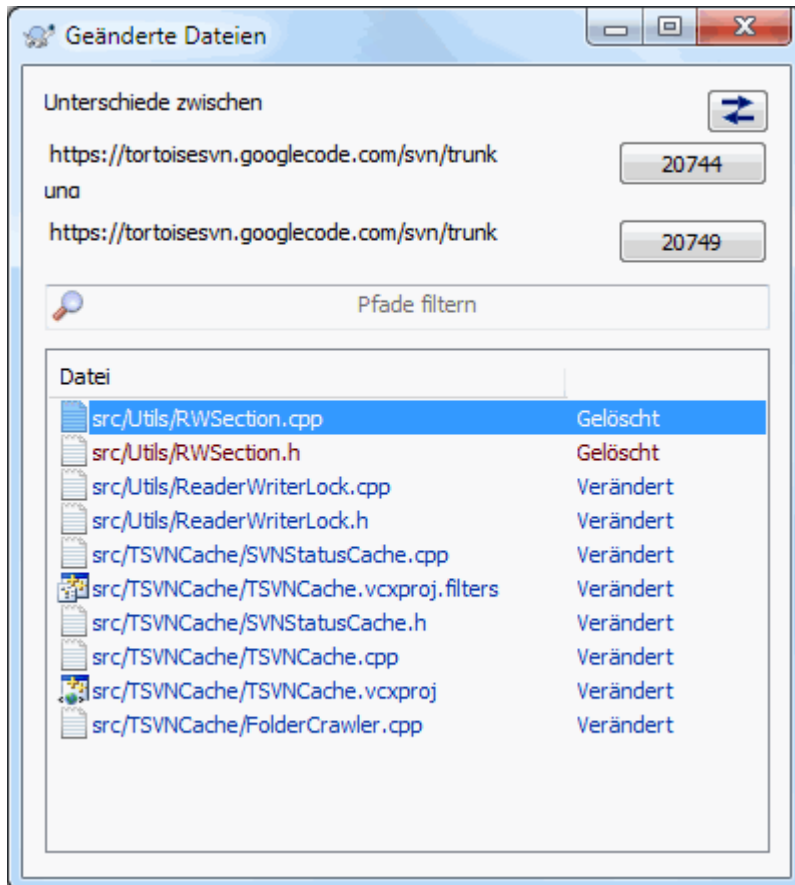 Geänderte Dateien
Unterschiede zwischen
https://tortoisesvn.googlecode.com/svn/trunk
20744
und
https://tortoisesvn.googlecode.com/svn/trunk
20749
Pfade filtern
Datei
src/Utils/RWSection.cpp Gelöscht
src/Utils/RWSection.h Gelöscht
src/Utils/ReaderWriterLock.cpp Verändert
src/Utils/ReaderWriterLock.h Verändert
src/TSVNCache/SVNStatusCache.cpp Verändert
src/TSVNCache/TSVNCache.vcxproj.filters Verändert
src/TSVNCache/SVNStatusCache.h Verändert
src/TSVNCache/TSVNCache.cpp Verändert
src/TSVNCache/TSVNCache.vcxproj Verändert
src/TSVNCache/FolderCrawler.cpp Verändert